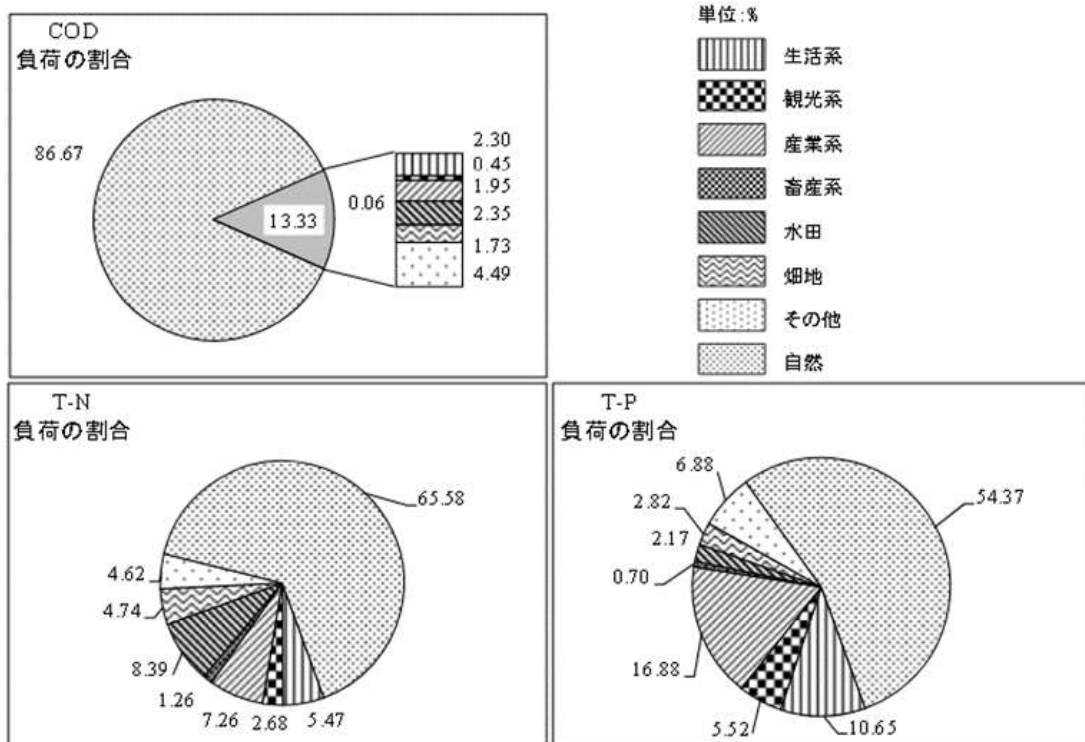 COD
負荷の割合
86.67
13.33
0.06
2.30
0.45
1.95
2.35
1.73
4.49
単位:%
生活系
観光系
産業系
畜産系
水田
畑地
その他
自然
T-N
負荷の割合
65.58
4.62
4.74
8.39
1.26
7.26
2.68
5.47
T-P
負荷の割合
6.88
54.37
2.82
2.17
0.70
16.88
5.52
10.65